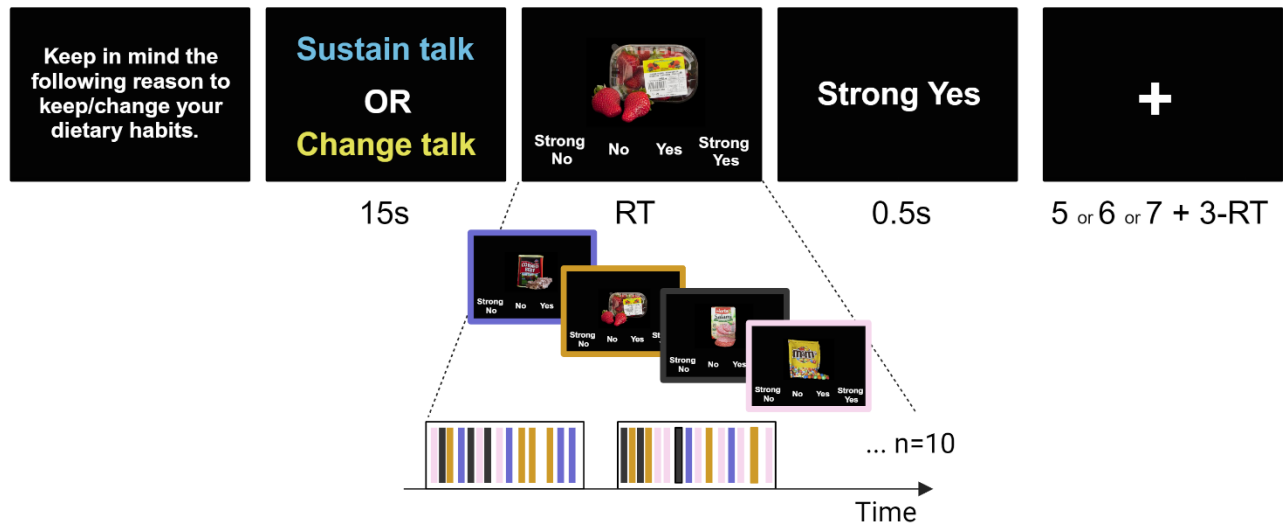 Keep in mind the
following reason to
keep/change your
dietary habits.
Sustain talk
OR
Change talk
Strong No
No
Yes
Strong Yes
Strong Yes
+
15s
RT
0.5s
5 or 6 or 7 + 3-RT
Strong No
No
Yes
Strong No
No
Yes
Strong No
No
Yes
m&m's
Strong No
No
Yes
Strong Yes
... n=10
Time